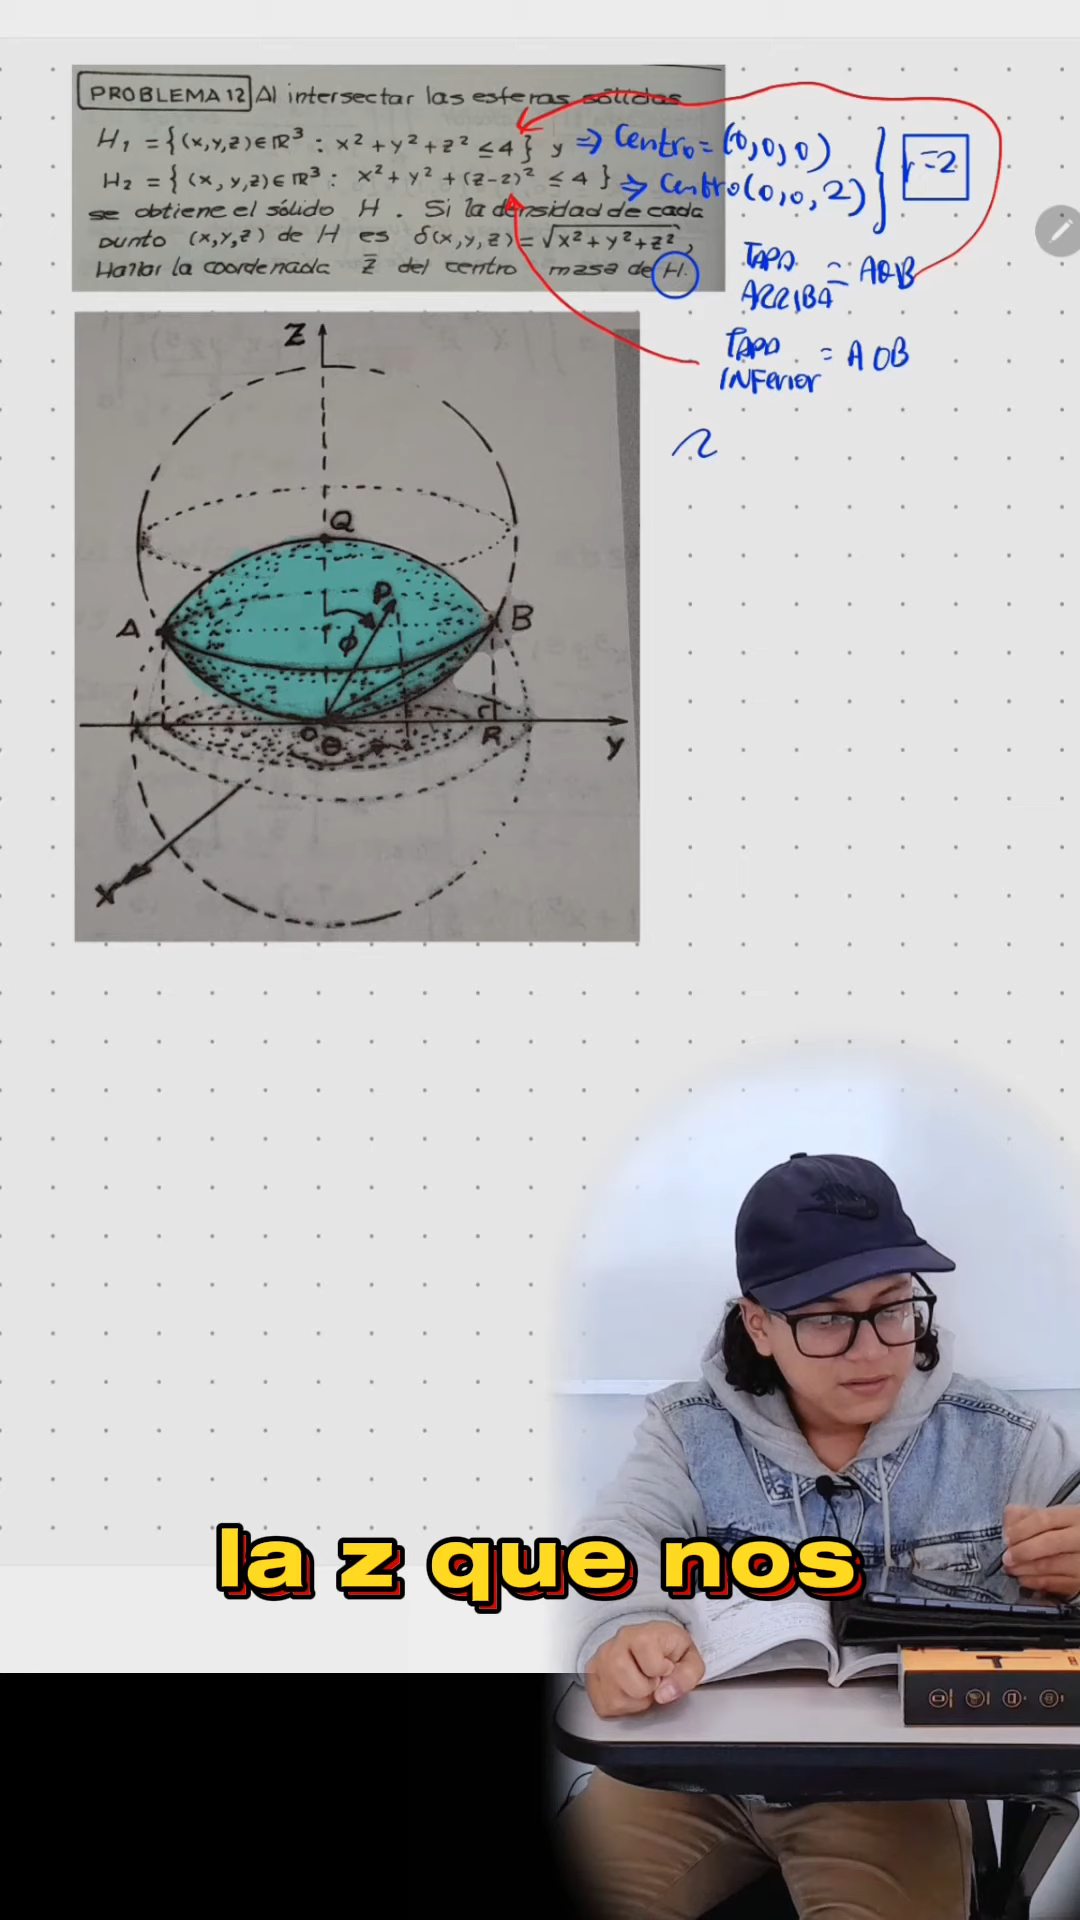 PROBLEMA 12 Al intersectar las esferas sólidas
H₁ = {(x,y,z) ∈ ℝ³ : x² + y² + z² ≤ 4} y ⇒ Centro = (0,0,0)
H₂ = { (x, y,z) ∈ ℝ³ : x² + y² + (z-2)² ≤ 4 } ⇒ Centro (0,0,2)
r=2
se obtiene el sólido H. Si la densidad de cada
punto (x,y,z) de H es δ(x,y,z) = √x² + y² + z²,
Hallar la coordenada z̄ del centro masa de H.
TAPA
ARRIBA = AQB
TAPA
INFERIOR = AOB
Z
Q
P
A
B
φ
O
θ
r
R
Y
X
la z que nos